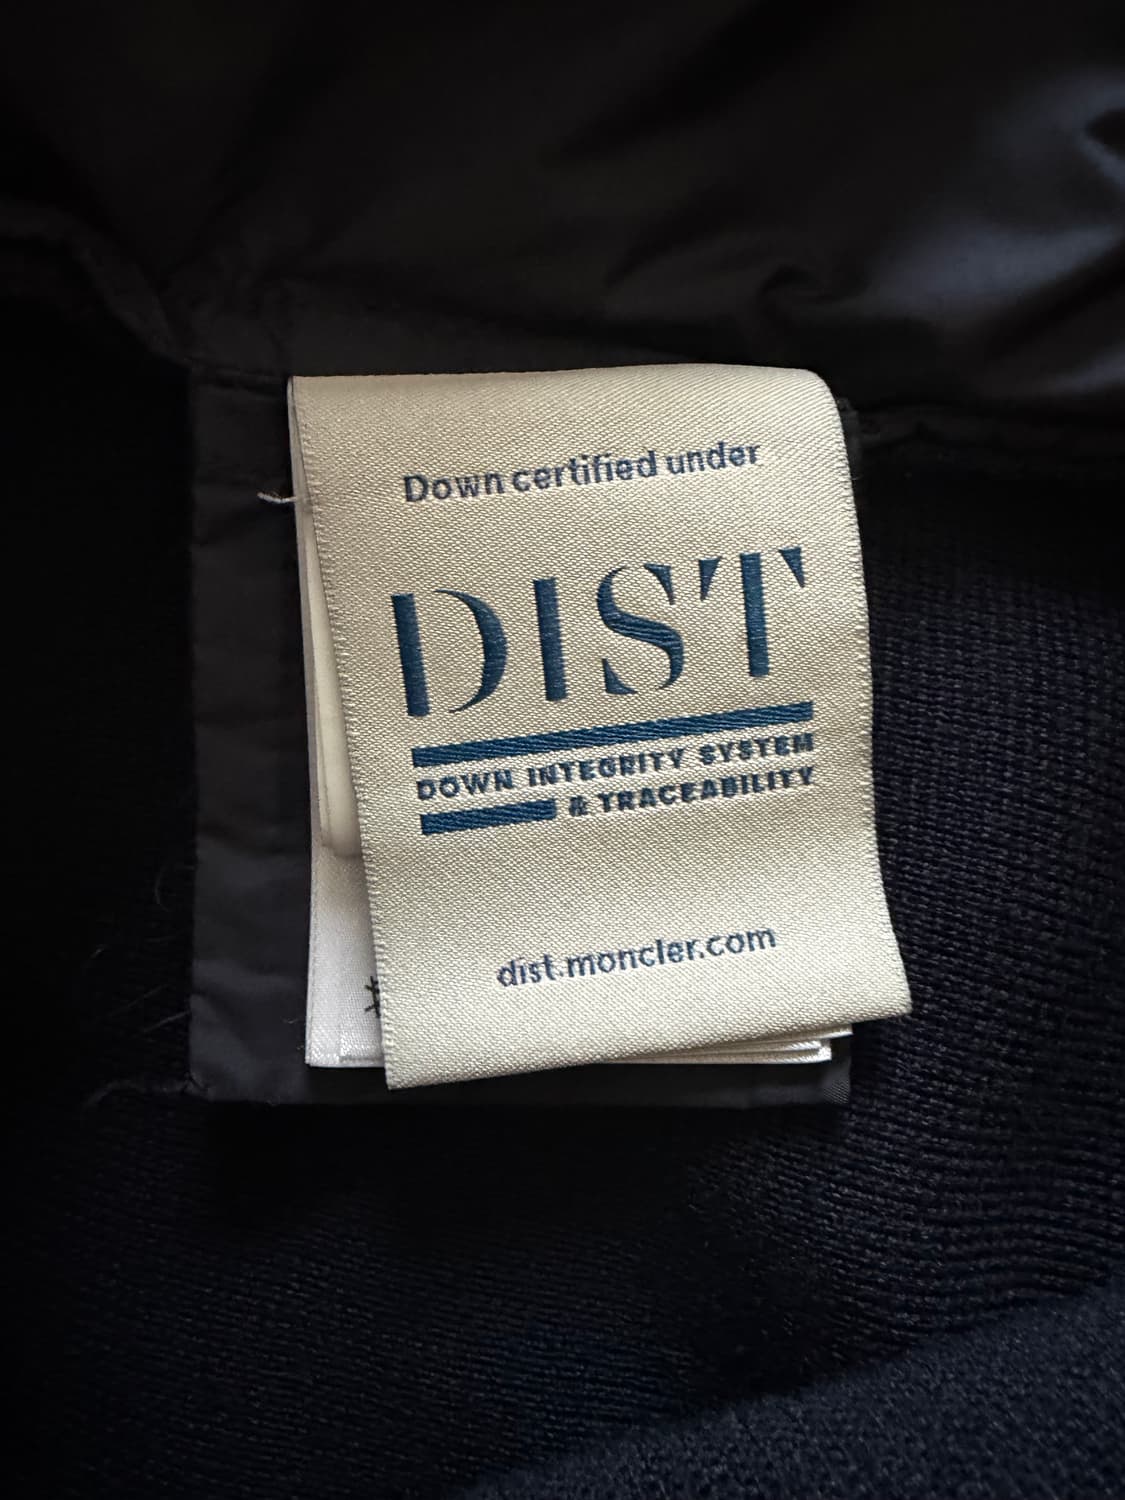 Down certified under
DIST
DOWN INTEGRITY SYSTEM
& TRACEABILITY
dist.moncler.com
#